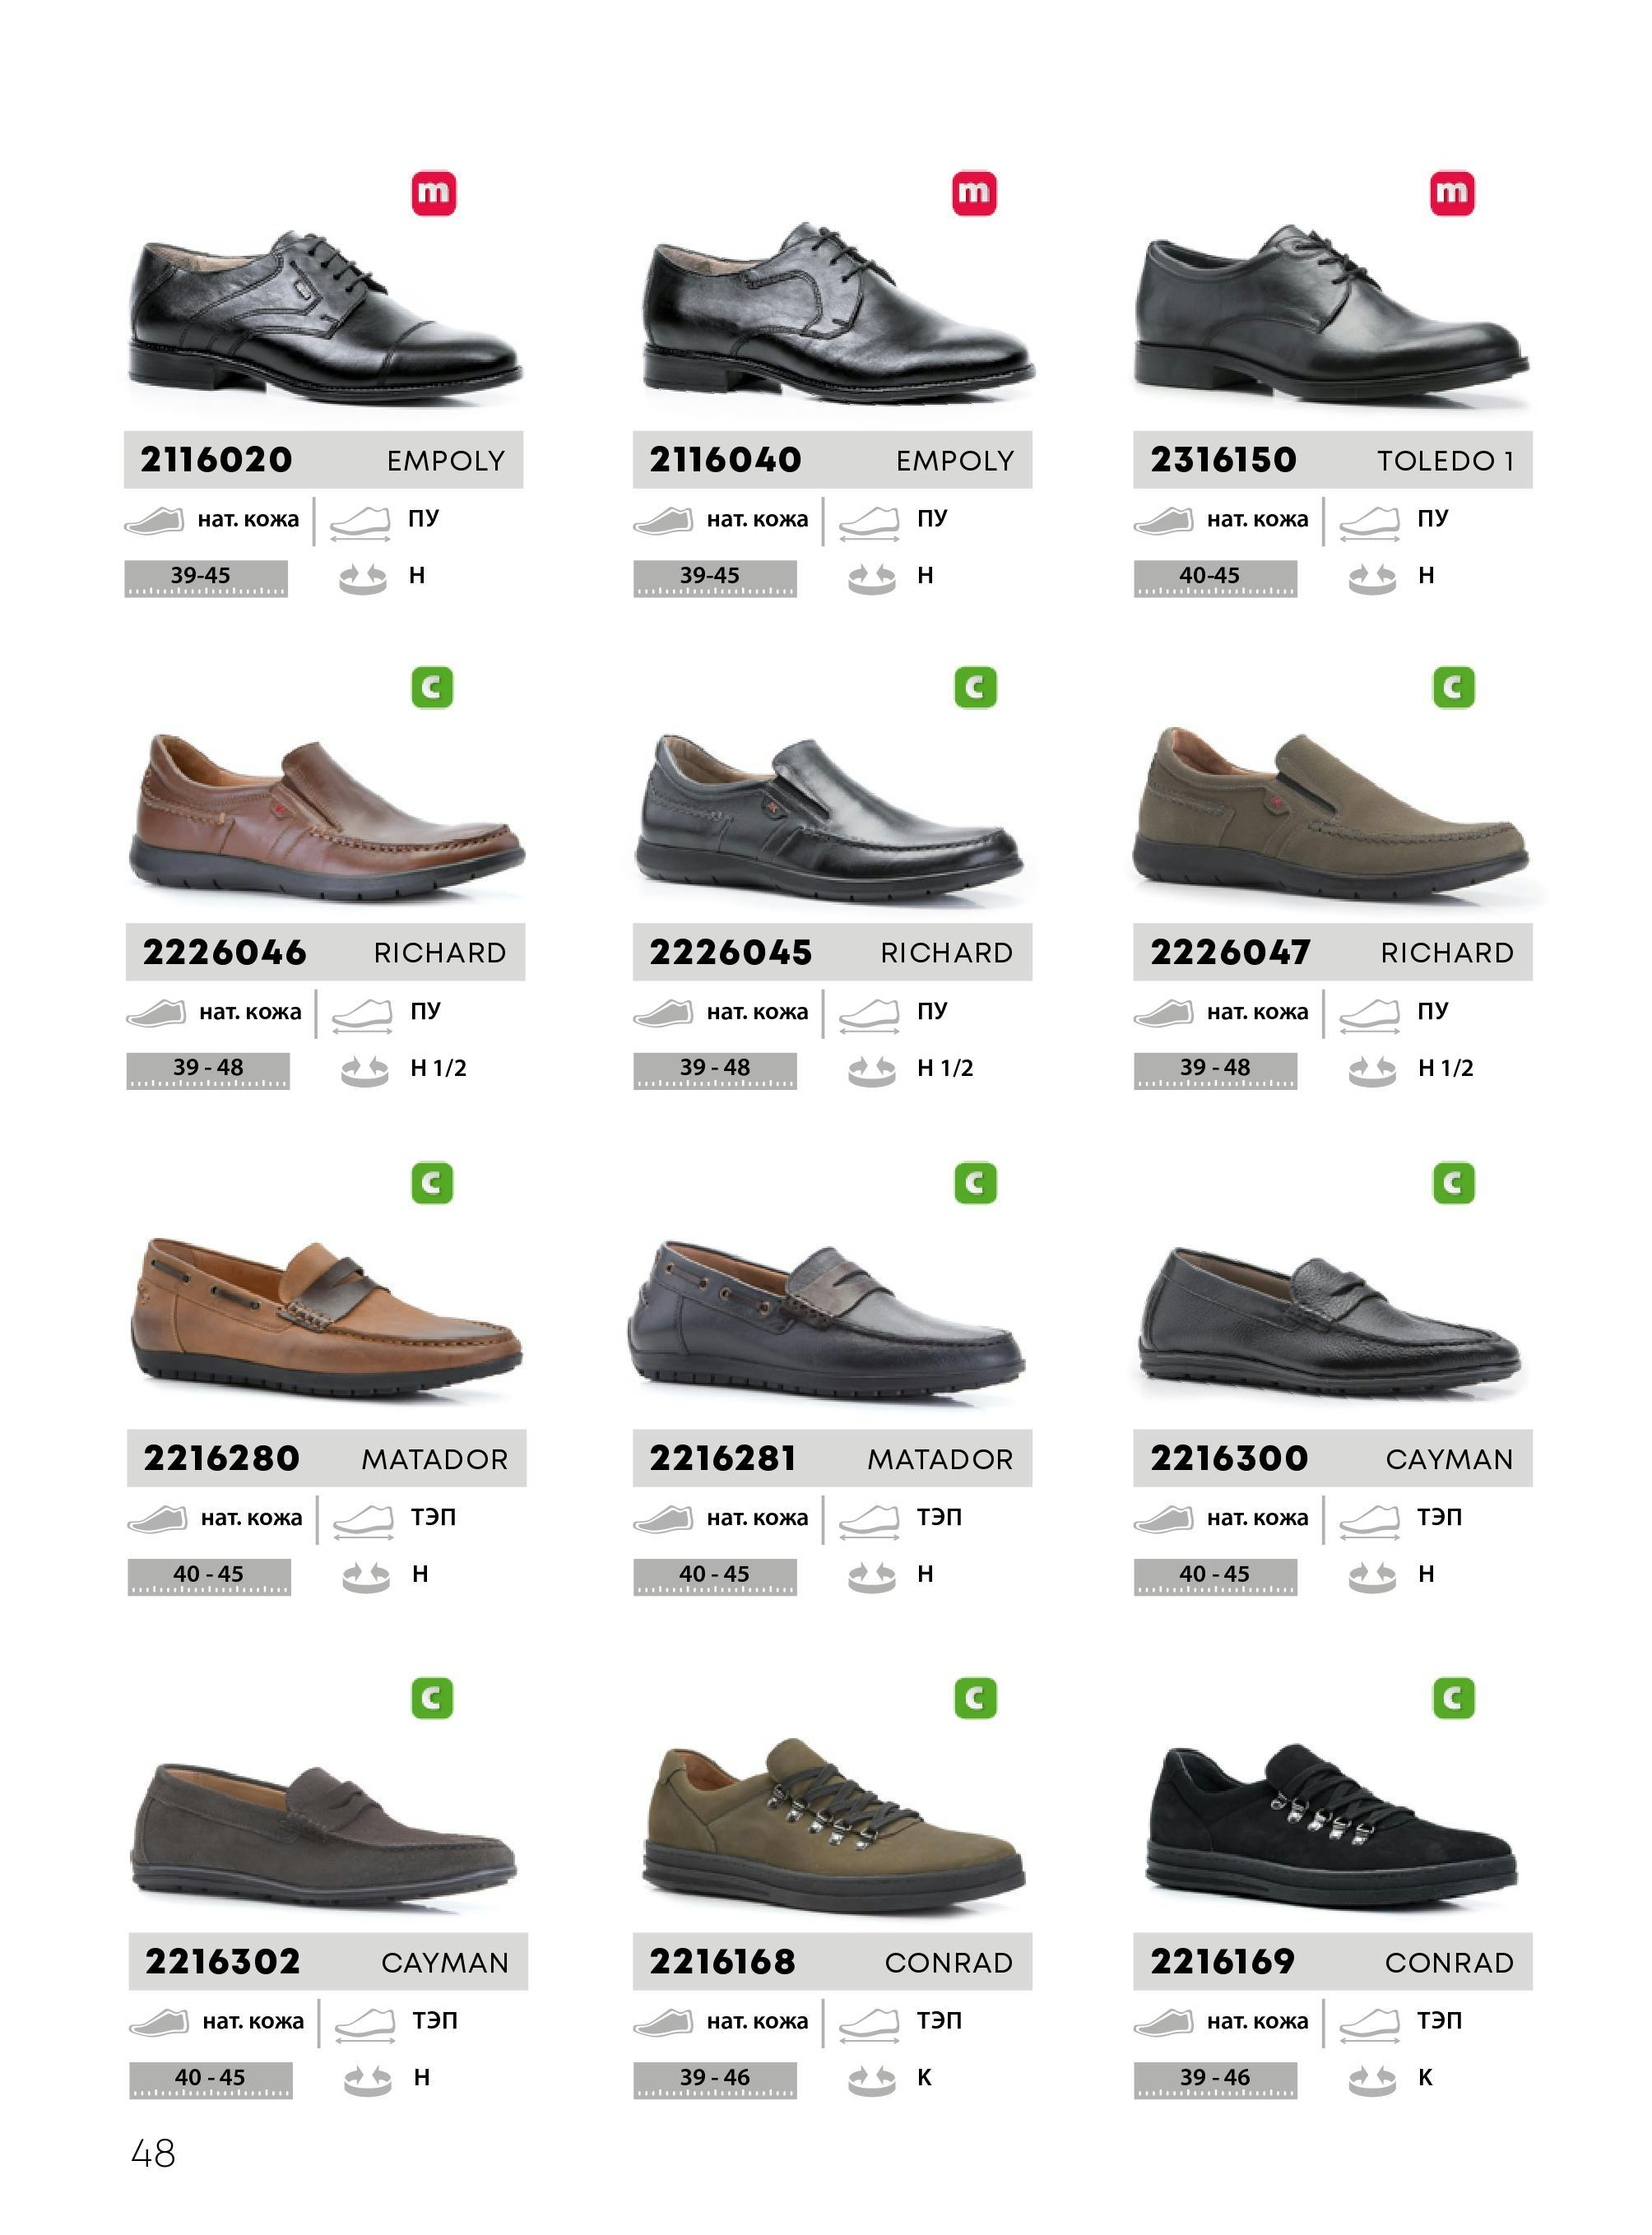 m m m
2116020 EMPOLY 2116040 EMPOLY 2316150 TOLEDO 1
нат. кожа ПУ нат. кожа ПУ нат. кожа ПУ
39-45 Н 39-45 Н 40-45 Н
C C C
2226046 RICHARD 2226045 RICHARD 2226047 RICHARD
нат. кожа ПУ нат. кожа ПУ нат. кожа ПУ
39 - 48 Н 1/2 39 - 48 Н 1/2 39 - 48 Н 1/2
C C C
2216280 MATADOR 2216281 MATADOR 2216300 CAYMAN
нат. кожа ТЭП нат. кожа ТЭП нат. кожа ТЭП
40 - 45 Н 40 - 45 Н 40 - 45 Н
C C C
2216302 CAYMAN 2216168 CONRAD 2216169 CONRAD
нат. кожа ТЭП нат. кожа ТЭП нат. кожа ТЭП
40 - 45 Н 39 - 46 К 39 - 46 К
48